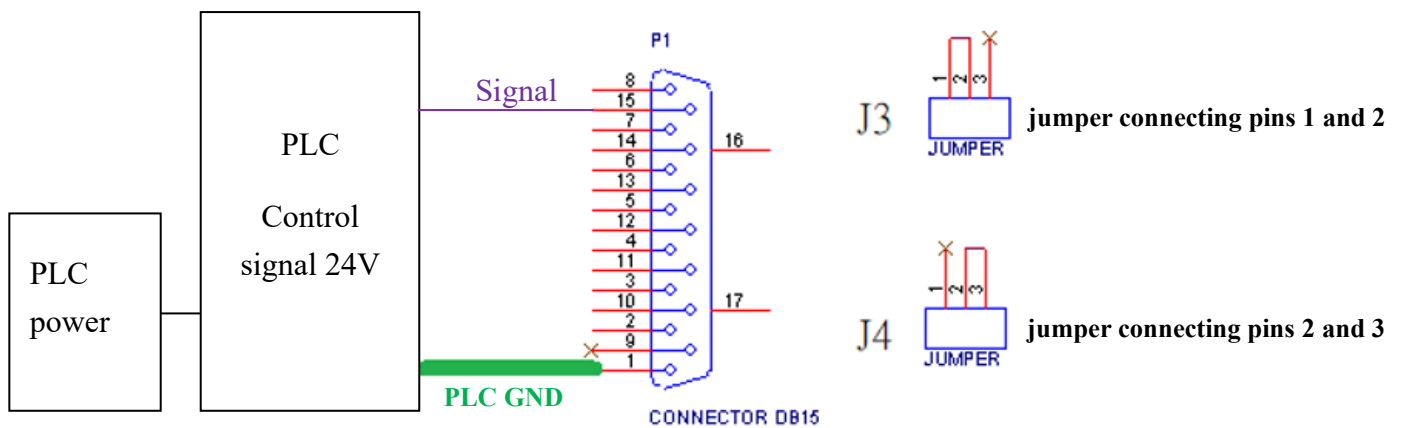 PLC
power
PLC
Control
signal 24V
Signal
PLC GND
P1
8
15
7
14
6
13
5
12
4
11
3
10
2
9
1
16
17
CONNECTOR DB15
J3
1
2
3
JUMPER
jumper connecting pins 1 and 2
J4
1
2
3
JUMPER
jumper connecting pins 2 and 3